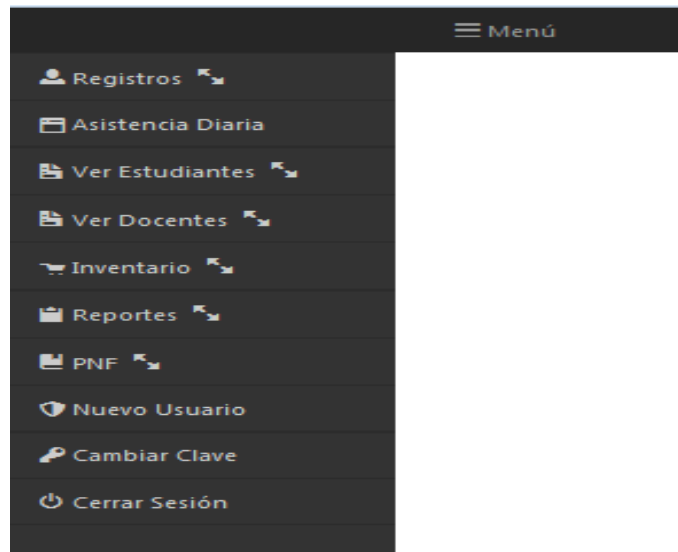 Menú
Registros
Asistencia Diaria
Ver Estudiantes
Ver Docentes
Inventario
Reportes
PNF
Nuevo Usuario
Cambiar Clave
Cerrar Sesión